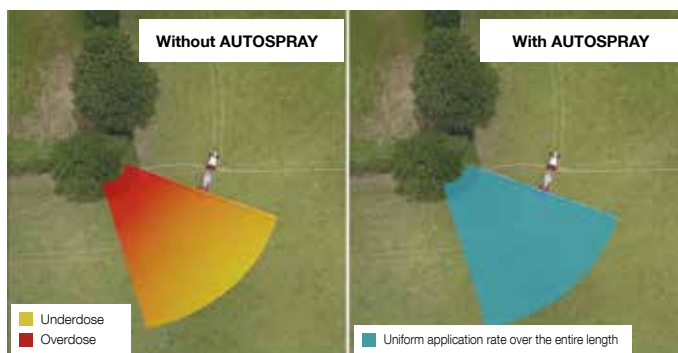 Without AUTOSPRAY
With AUTOSPRAY
Underdose
Overdose
Uniform application rate over the entire length